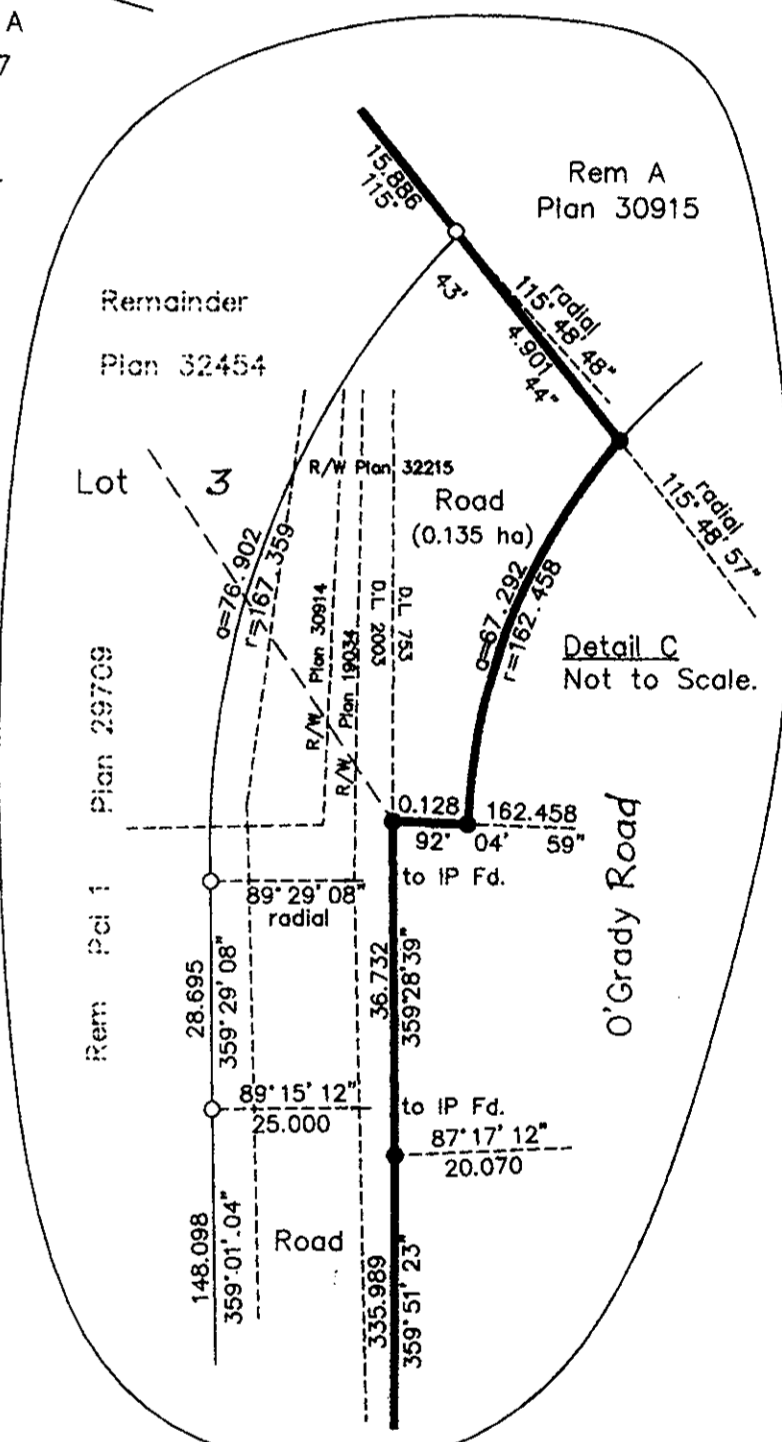 A
7
15.886
115°
Rem A
Plan 30915
43'
radial
115° 48' 48"
4.901
44"
Remainder
Plan 32454
Lot 3
R/W Plan 32215
Road
(0.135 ha)
radial
115° 48' 57"
a=76.902
r=167.359
R/W Plan 30914
R/W Plan 19034
D.L. 2003
D.L. 753
a=67.292
r=162.458
Detail C
Not to Scale.
Plan 29709
0.128
162.458
92° 04' 59"
to IP Fd.
89° 29' 08"
radial
Rem Pcl 1
28.695
359° 29' 08"
36.732
359°28'39"
O'Grady Road
89° 15' 12"
25.000
to IP Fd.
87° 17' 12"
20.070
148.098
359° 01' 04"
Road
335.989
359° 51' 23"